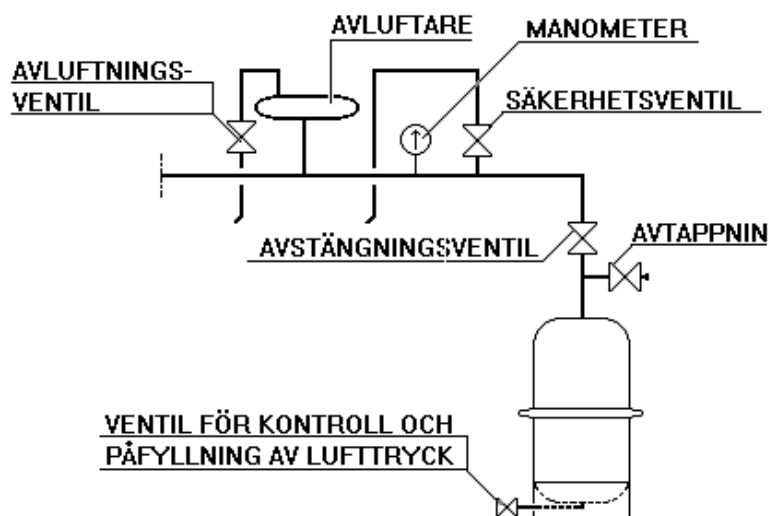 AVLUFTARE
MANOMETER
AVLUFTNINGS-
VENTIL
SÄKERHETSVENTIL
AVSTÄNGNINGSVENTIL
AVTAPPNIN
VENTIL FÖR KONTROLL OCH
PÅFYLLNING AV LUFTTRYCK